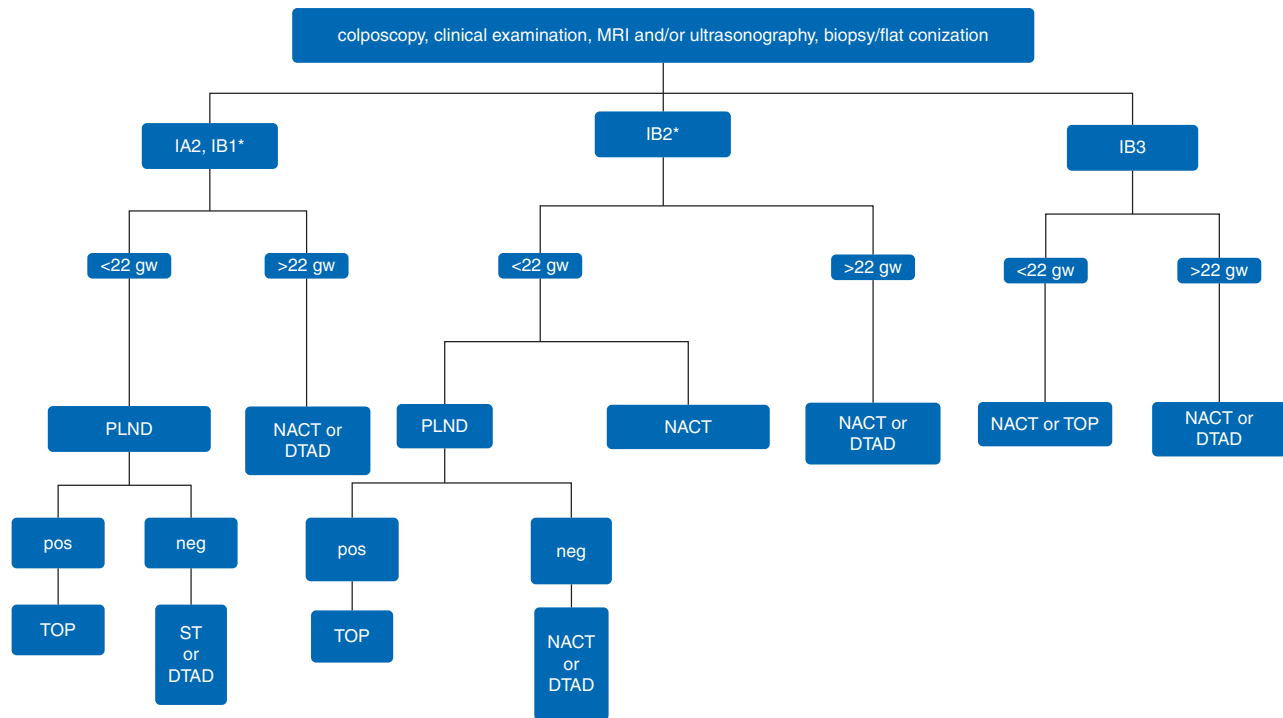 colposcopy, clinical examination, MRI and/or ultrasonography, biopsy/flat conization
IA2, IB1*
IB2*
IB3
<22 gw
>22 gw
<22 gw
>22 gw
<22 gw
>22 gw
PLND
NACT or
DTAD
PLND
NACT
NACT or
DTAD
NACT or TOP
NACT or
DTAD
pos
neg
pos
neg
TOP
ST
or
DTAD
TOP
NACT
or
DTAD